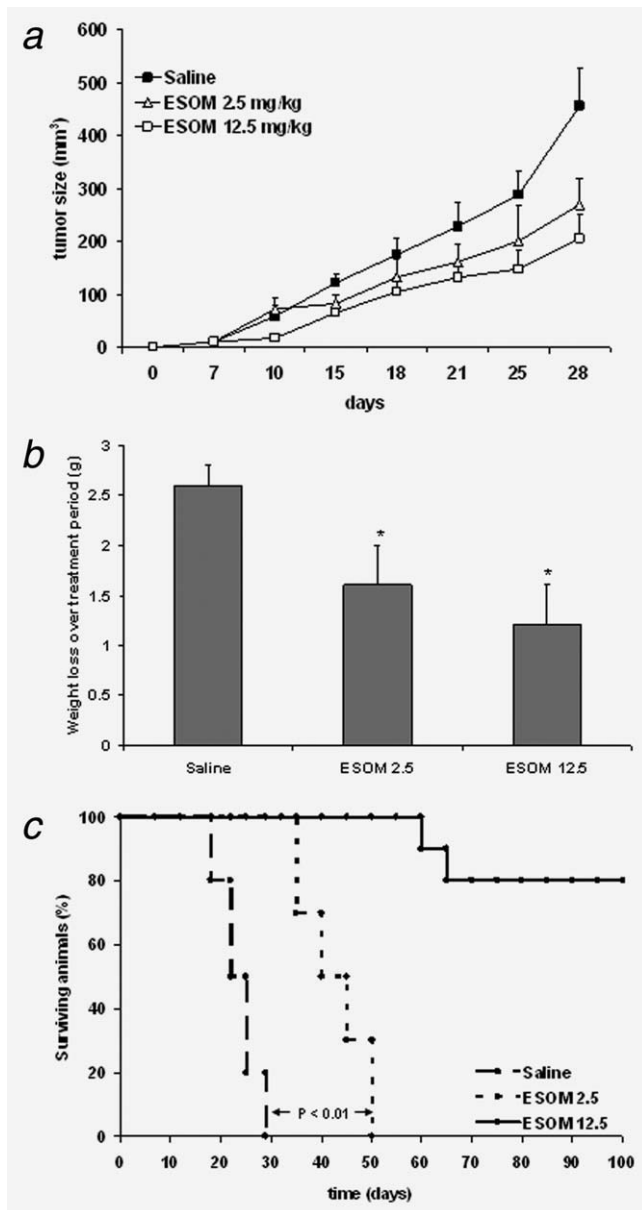 a
600
500
400
300
200
100
0
tumor size (mm³)
Saline
ESOM 2.5 mg/kg
ESOM 12.5 mg/kg
0 7 10 15 18 21 25 28
days
b
3
2.5
2
1.5
1
0.5
0
Weight loss over treatment period (g)
* *
Saline ESOM 2.5 ESOM 12.5
c
100
80
60
40
20
0
Surviving animals (%)
P < 0.01
Saline
ESOM 2.5
ESOM 12.5
0 10 20 30 40 50 60 70 80 90 100
time (days)